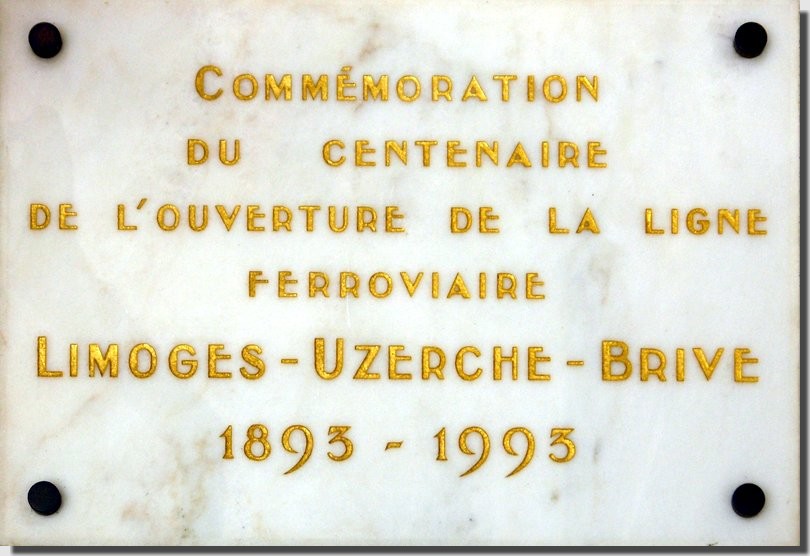 COMMÉMORATION
DU CENTENAIRE
DE L'OUVERTURE DE LA LIGNE
FERROVIAIRE
LIMOGES - UZERCHE - BRIVE
1893 - 1993